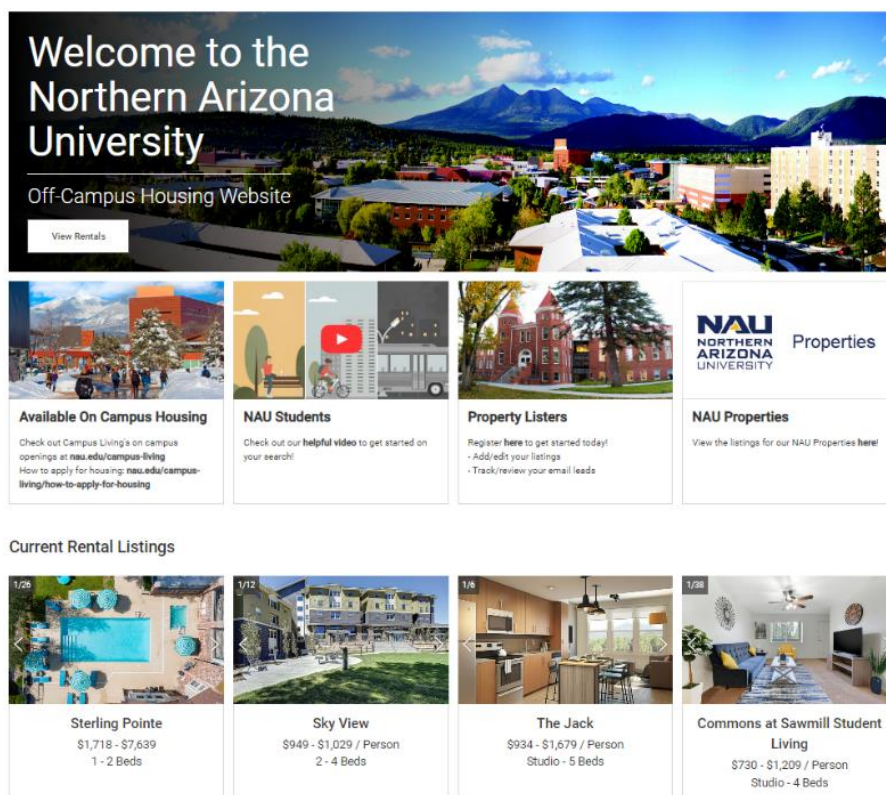 Welcome to the
Northern Arizona
University
Off-Campus Housing Website
View Rentals
NAU
NORTHERN
ARIZONA
UNIVERSITY
Properties
Available On Campus Housing
Check out Campus Living's on campus
openings at nau.edu/campus-living
How to apply for housing: nau.edu/campus-
living/how-to-apply-for-housing
NAU Students
Check out our helpful video to get started on
your search!
Property Listers
Register here to get started today!
- Add/edit your listings
- Track/review your email leads
NAU Properties
View the listings for our NAU Properties here!
Current Rental Listings
1/26
1/12
1/6
1/38
Sterling Pointe
$1,718 - $7,639
1 - 2 Beds
Sky View
$949 - $1,029 / Person
2 - 4 Beds
The Jack
$934 - $1,679 / Person
Studio - 5 Beds
Commons at Sawmill Student
Living
$730 - $1,209 / Person
Studio - 4 Beds